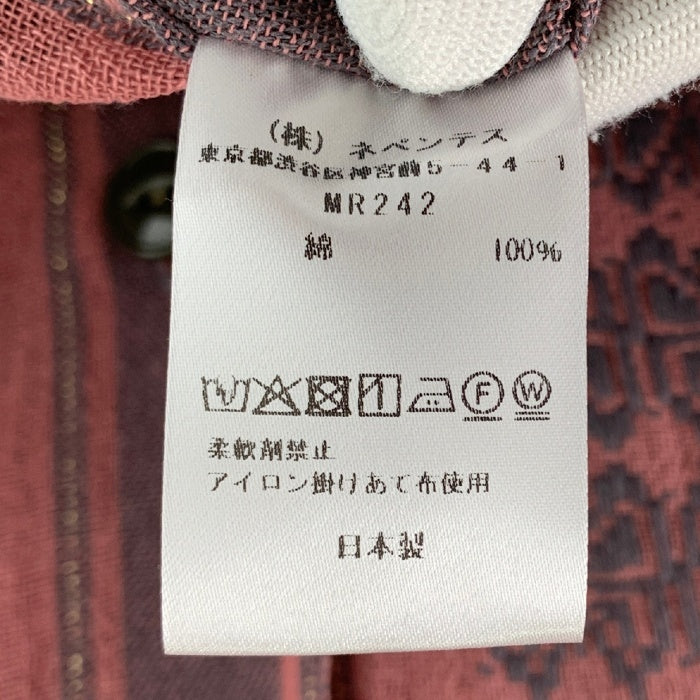 (株) ネペンテス
東京都渋谷区神宮前5-44-1
MR242
綿 100%
F W
柔軟剤禁止
アイロン掛けあて布使用
日本製